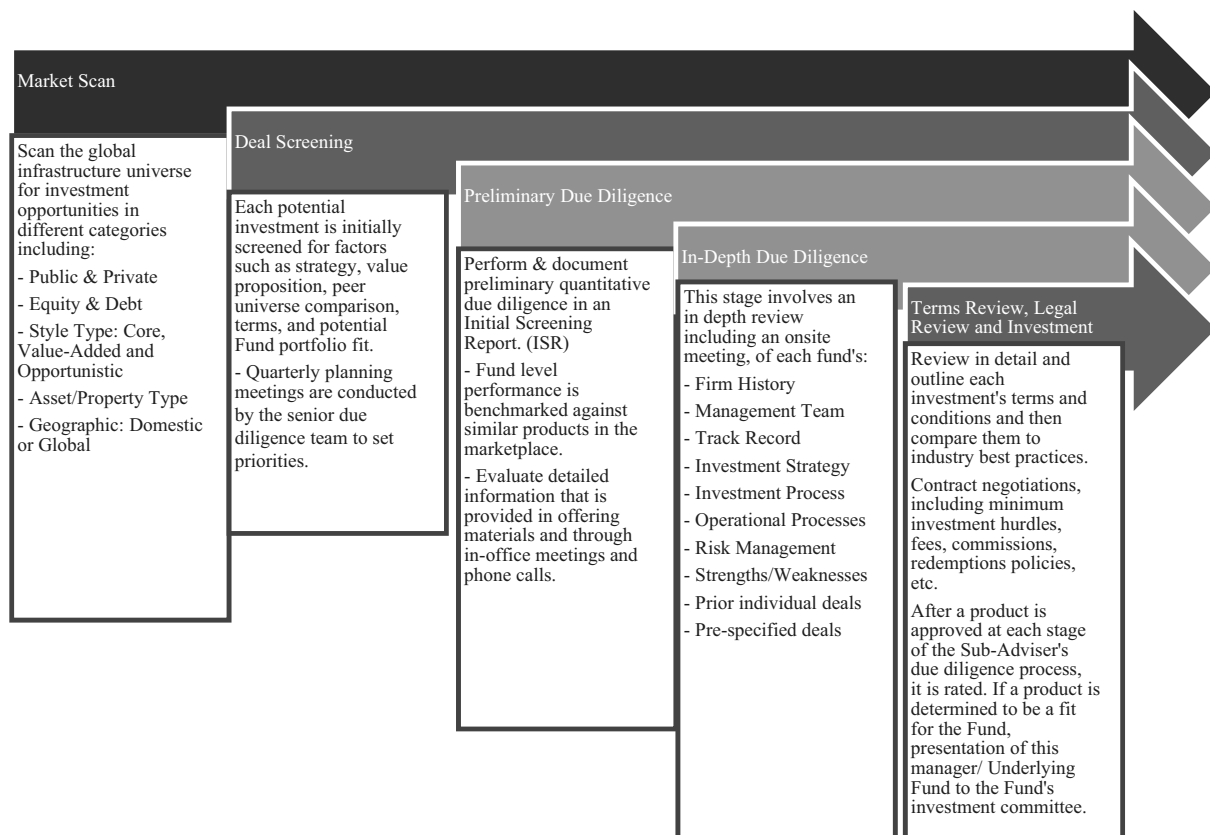 Market Scan
Scan the global
infrastructure universe
for investment
opportunities in
different categories
including:
- Public & Private
- Equity & Debt
- Style Type: Core,
Value-Added and
Opportunistic
- Asset/Property Type
- Geographic: Domestic
or Global
Deal Screening
Each potential
investment is initially
screened for factors
such as strategy, value
proposition, peer
universe comparison,
terms, and potential
Fund portfolio fit.
- Quarterly planning
meetings are conducted
by the senior due
diligence team to set
priorities.
Preliminary Due Diligence
Perform & document
preliminary quantitative
due diligence in an
Initial Screening
Report. (ISR)
- Fund level
performance is
benchmarked against
similar products in the
marketplace.
- Evaluate detailed
information that is
provided in offering
materials and through
in-office meetings and
phone calls.
In-Depth Due Diligence
This stage involves an
in depth review
including an onsite
meeting, of each fund's:
- Firm History
- Management Team
- Track Record
- Investment Strategy
- Investment Process
- Operational Processes
- Risk Management
- Strengths/Weaknesses
- Prior individual deals
- Pre-specified deals
Terms Review, Legal
Review and Investment
Review in detail and
outline each
investment's terms and
conditions and then
compare them to
industry best practices.
Contract negotiations,
including minimum
investment hurdles,
fees, commissions,
redemptions policies,
etc.
After a product is
approved at each stage
of the Sub-Adviser's
due diligence process,
it is rated. If a product is
determined to be a fit
for the Fund,
presentation of this
manager/ Underlying
Fund to the Fund's
investment committee.